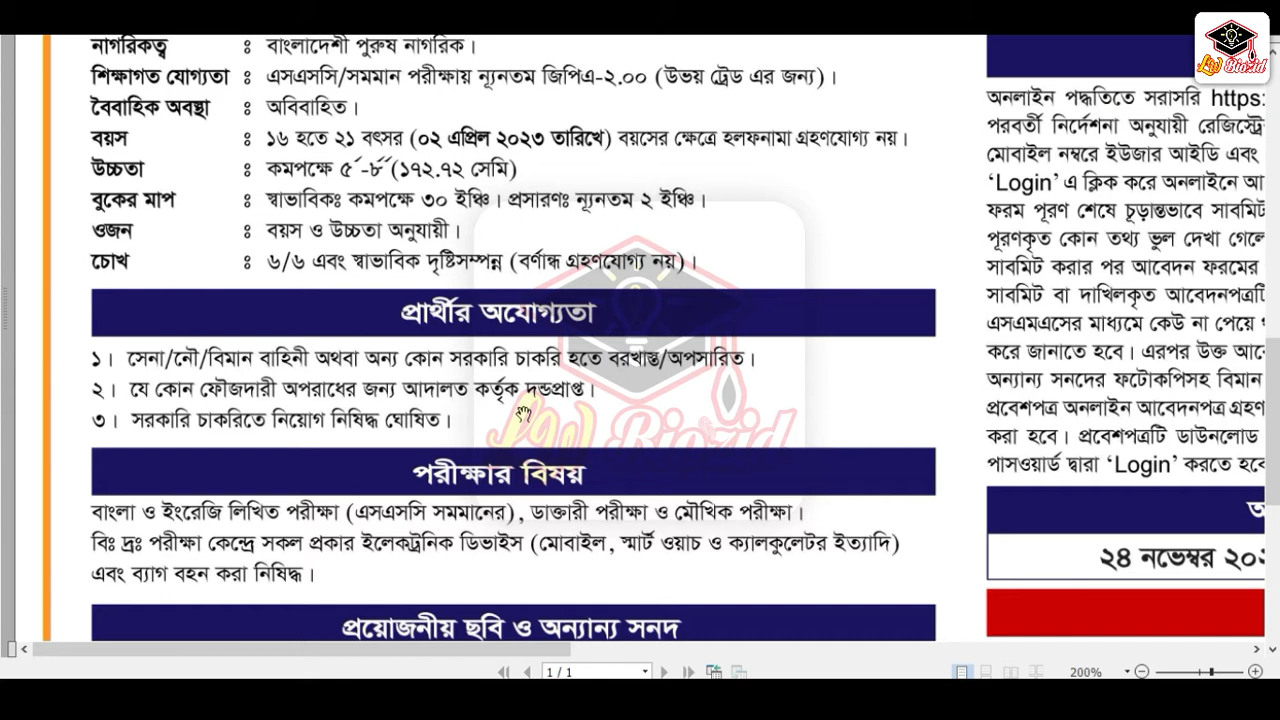 LW Biozid
নাগরিকত্ব : বাংলাদেশী পুরুষ নাগরিক।
শিক্ষাগত যোগ্যতা : এসএসসি/সমমান পরীক্ষায় ন্যূনতম জিপিএ-২.০০ (উভয় ট্রেড এর জন্য)।
বৈবাহিক অবস্থা : অবিবাহিত।
বয়স : ১৬ হতে ২১ বৎসর (০২ এপ্রিল ২০২৩ তারিখে) বয়সের ক্ষেত্রে হলফনামা গ্রহণযোগ্য নয়।
উচ্চতা : কমপক্ষে ৫´-৮´´ (১৭২.৭২ সেমি)
বুকের মাপ : স্বাভাবিকঃ কমপক্ষে ৩০ ইঞ্চি। প্রসারণঃ ন্যূনতম ২ ইঞ্চি।
ওজন : বয়স ও উচ্চতা অনুযায়ী।
চোখ : ৬/৬ এবং স্বাভাবিক দৃষ্টিসম্পন্ন (বর্ণান্ধ গ্রহণযোগ্য নয়)।
প্রার্থীর অযোগ্যতা
১। সেনা/নৌ/বিমান বাহিনী অথবা অন্য কোন সরকারি চাকরি হতে বরখাস্ত/অপসারিত।
২। যে কোন ফৌজদারী অপরাধের জন্য আদালত কর্তৃক দন্ডপ্রাপ্ত।
৩। সরকারি চাকরিতে নিয়োগ নিষিদ্ধ ঘোষিত।
LW Biozid
পরীক্ষার বিষয়
বাংলা ও ইংরেজি লিখিত পরীক্ষা (এসএসসি সমমানের), ডাক্তারী পরীক্ষা ও মৌখিক পরীক্ষা।
বিঃ দ্রঃ পরীক্ষা কেন্দ্রে সকল প্রকার ইলেকট্রনিক ডিভাইস (মোবাইল, স্মার্ট ওয়াচ ও ক্যালকুলেটর ইত্যাদি)
এবং ব্যাগ বহন করা নিষিদ্ধ।
প্রয়োজনীয় ছবি ও অন্যান্য সনদ
অনলাইন পদ্ধতিতে সরাসরি https:
পরবর্তী নির্দেশনা অনুযায়ী রেজিস্ট্রে
মোবাইল নম্বরে ইউজার আইডি এবং
‘Login’ এ ক্লিক করে অনলাইনে আ
ফরম পূরণ শেষে চূড়ান্তভাবে সাবমিট
পূরণকৃত কোন তথ্য ভুল দেখা গেলে
সাবমিট করার পর আবেদন ফরমের
সাবমিট বা দাখিলকৃত আবেদনপত্রটি
এসএমএসের মাধ্যমে কেউ না পেয়ে
করে জানাতে হবে। এরপর উক্ত আবে
অন্যান্য সনদের ফটোকপিসহ বিমান
প্রবেশপত্র অনলাইন আবেদনপত্র গ্রহণ
করা হবে। প্রবেশপত্রটি ডাউনলোড
পাসওয়ার্ড দ্বারা ‘Login’ করতে হবে
২৪ নভেম্বর ২০২
1 / 1
200%